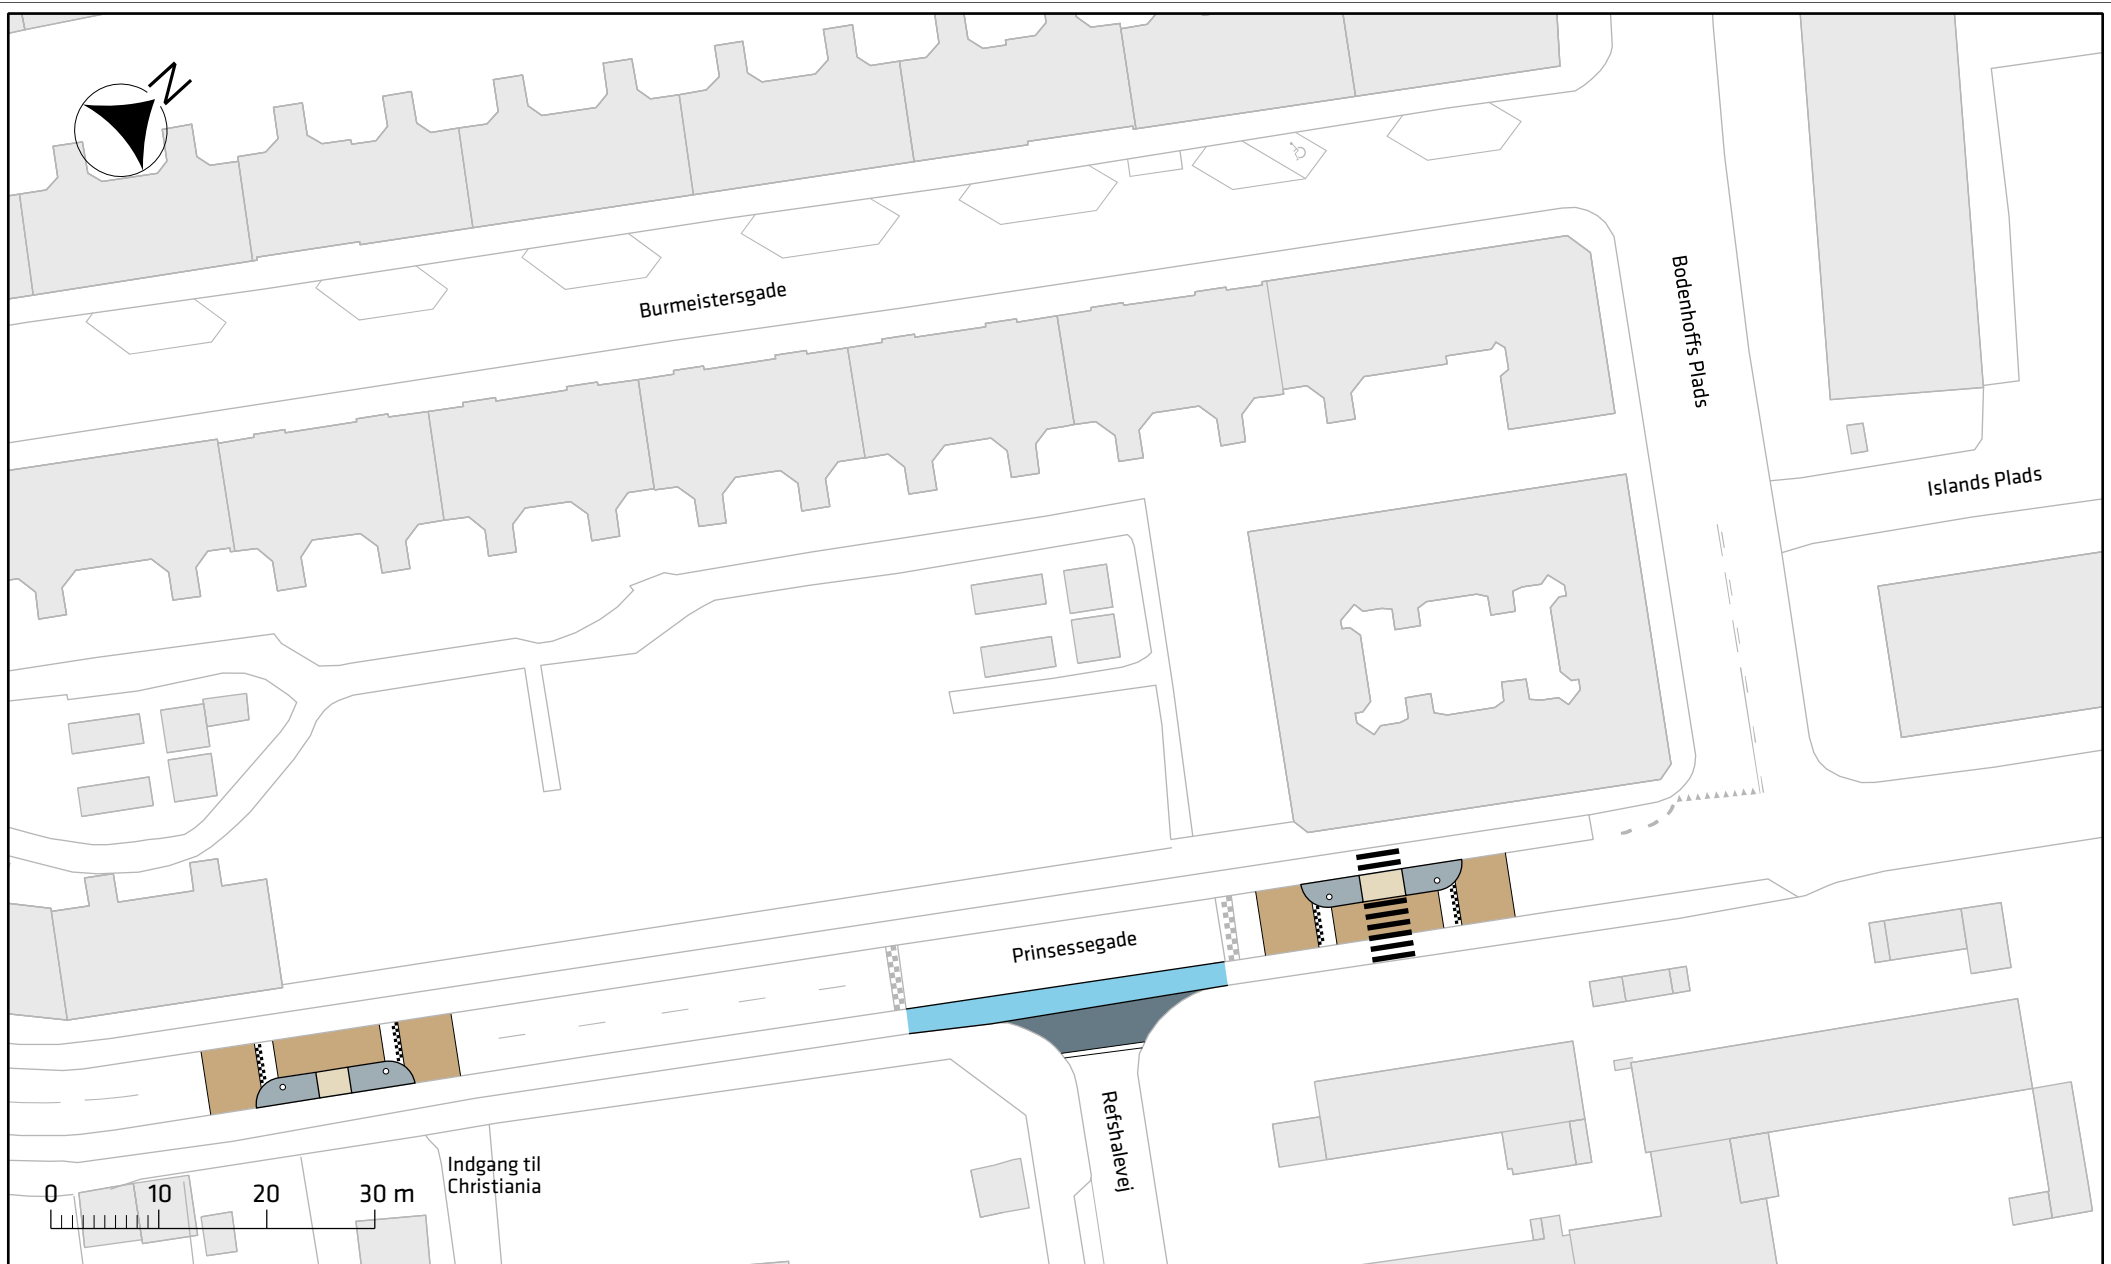 N
Burmeistersgade
Bodenhoffs Plads
Islands Plads
Prinsessegade
Refshalevej
Indgang til
Christiania
0 10 20 30 m